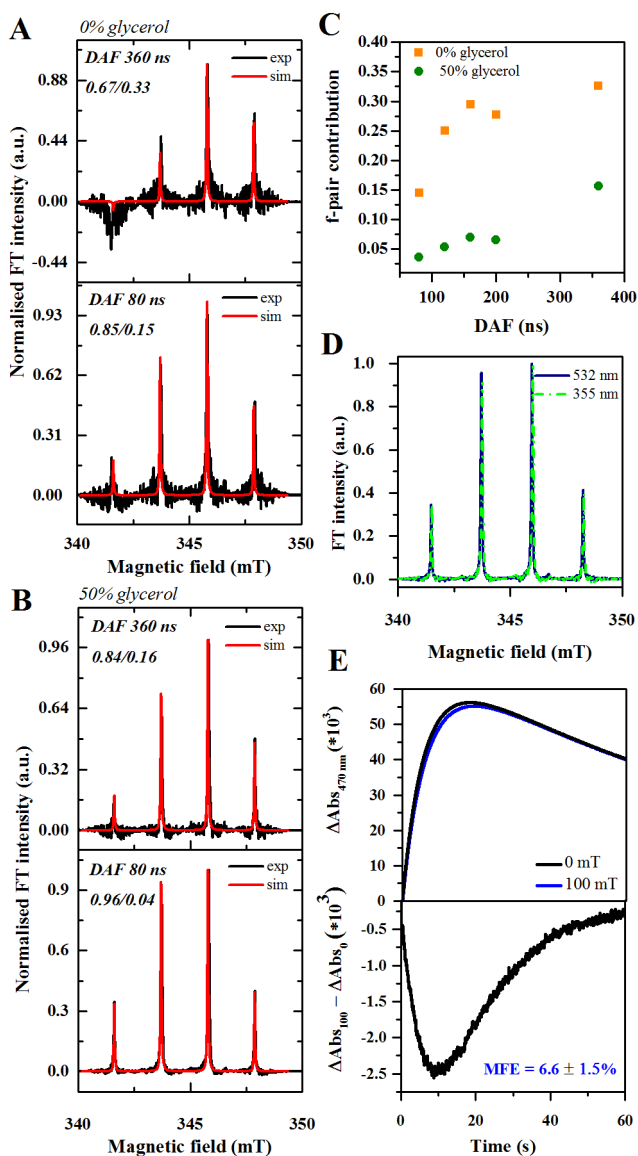 A
0% glycerol
DAF 360 ns
0.67/0.33
exp
sim
0.88
0.44
0.00
-0.44
DAF 80 ns
0.85/0.15
exp
sim
0.93
0.62
0.31
0.00
Normalised FT intensity (a.u.)
340
345
350
Magnetic field (mT)
B
50% glycerol
DAF 360 ns
0.84/0.16
exp
sim
0.96
0.64
0.32
0.0
DAF 80 ns
0.96/0.04
exp
sim
0.9
0.6
0.3
0.0
Normalised FT intensity (a.u.)
340
345
350
Magnetic field (mT)
C
0% glycerol
50% glycerol
0.40
0.35
0.30
0.25
0.20
0.15
0.10
0.05
f-pair contribution
100
200
300
400
DAF (ns)
D
532 nm
355 nm
1.0
0.8
0.6
0.4
0.2
0.0
FT intensity (a.u.)
340
345
350
Magnetic field (mT)
E
60
50
40
30
20
10
0
ΔAbs470 nm (*10³)
0 mT
100 mT
-0.5
-1.0
-1.5
-2.0
-2.5
ΔAbs100 − ΔAbs0 (*10³)
MFE = 6.6 ± 1.5%
0
20
40
60
Time (s)